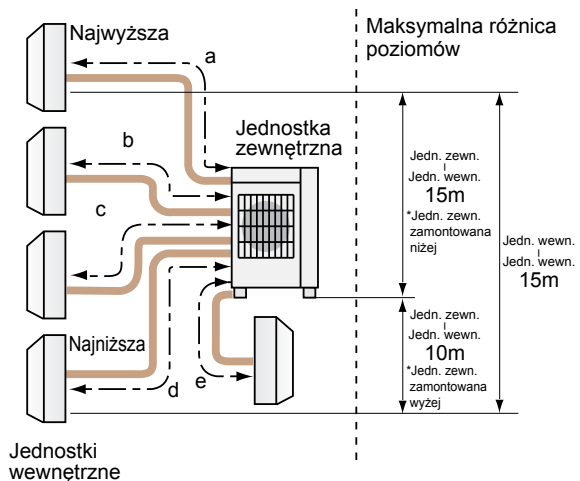 Najwyższa
Maksymalna różnica
poziomów
a
Jednostka
zewnętrzna
b
c
Najniższa
d
e
Jednostki
wewnętrzne
Jedn. zewn.
Jedn. wewn.
15m
*Jedn. zewn.
zamontowana
niżej
Jedn. wewn.
Jedn. wewn.
15m
Jedn. zewn.
Jedn. wewn.
10m
*Jedn. zewn.
zamontowana
wyżej